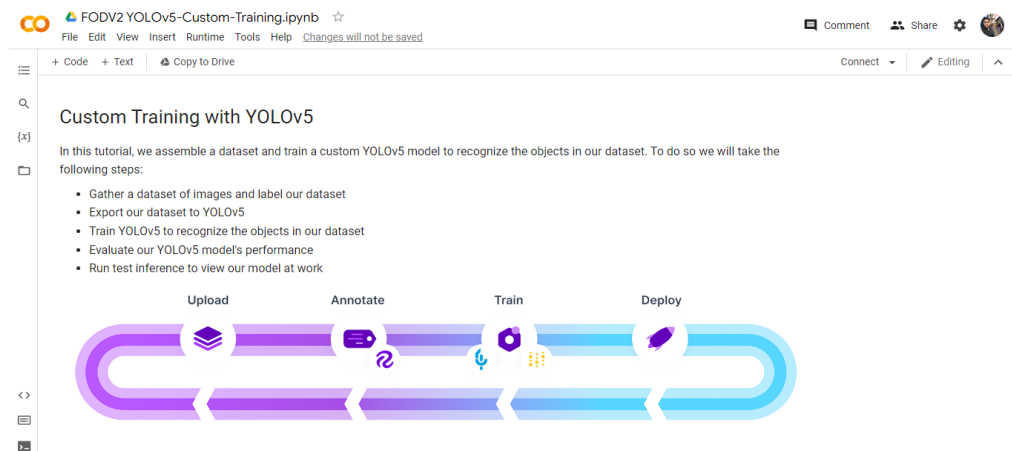 FODV2 YOLOv5-Custom-Training.ipynb
Comment
Share
File Edit View Insert Runtime Tools Help Changes will not be saved
+ Code + Text Copy to Drive
Connect
Editing
{x}
Custom Training with YOLOv5
In this tutorial, we assemble a dataset and train a custom YOLOv5 model to recognize the objects in our dataset. To do so we will take the
following steps:
• Gather a dataset of images and label our dataset
• Export our dataset to YOLOv5
• Train YOLOv5 to recognize the objects in our dataset
• Evaluate our YOLOv5 model's performance
• Run test inference to view our model at work
Upload Annotate Train Deploy